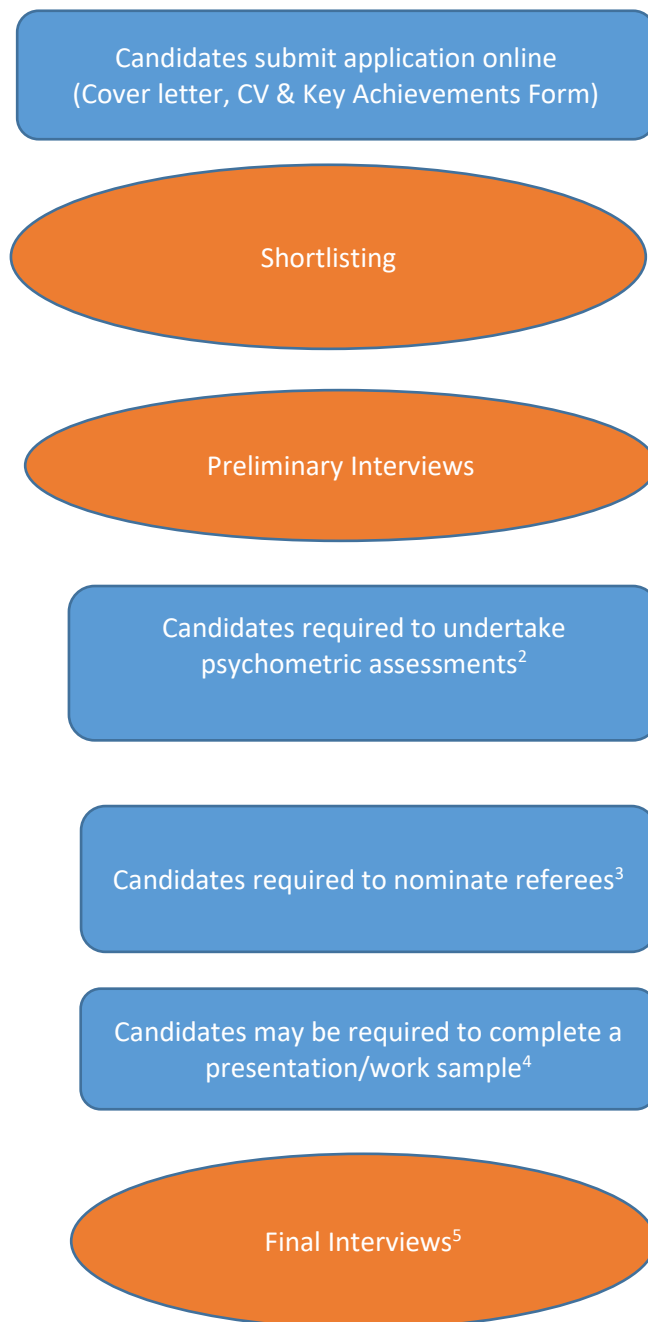 Candidates submit application online
(Cover letter, CV & Key Achievements Form)
Shortlisting
Preliminary Interviews
Candidates required to undertake
psychometric assessments²
Candidates required to nominate referees³
Candidates may be required to complete a
presentation/work sample⁴
Final Interviews⁵